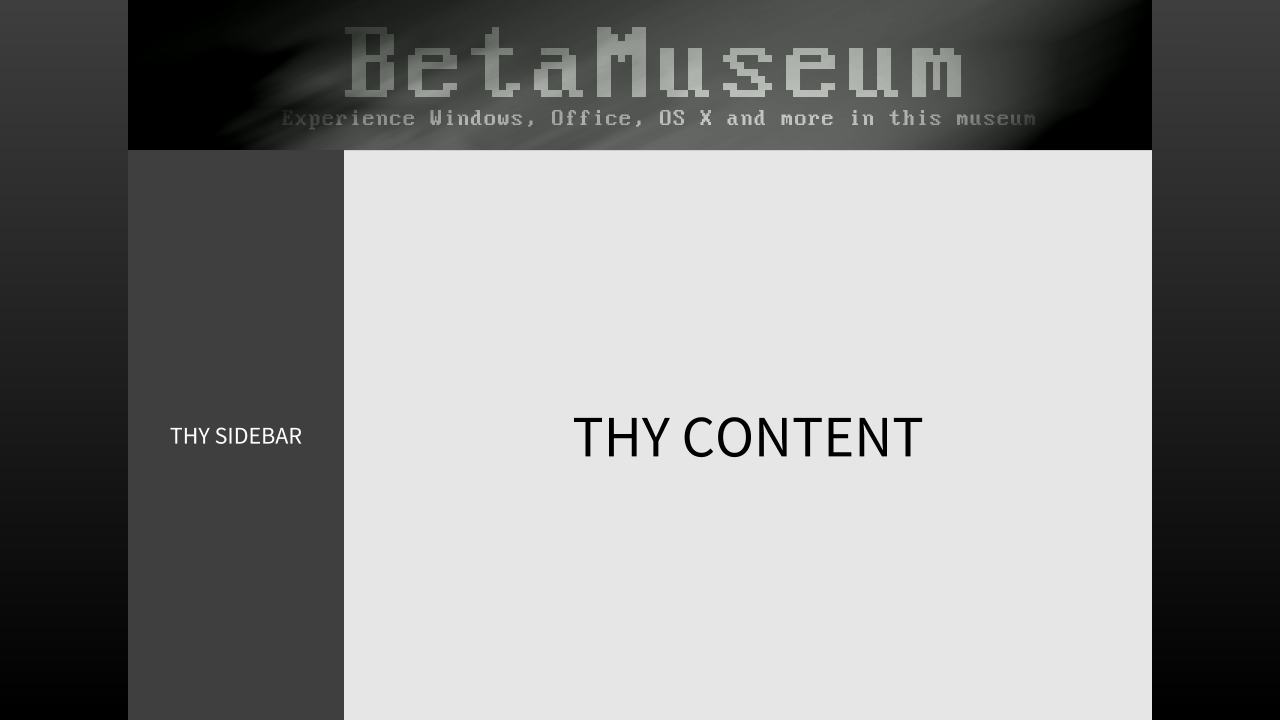 BetaMuseum
Experience Windows, Office, OS X and more in this museum
THY SIDEBAR
THY CONTENT